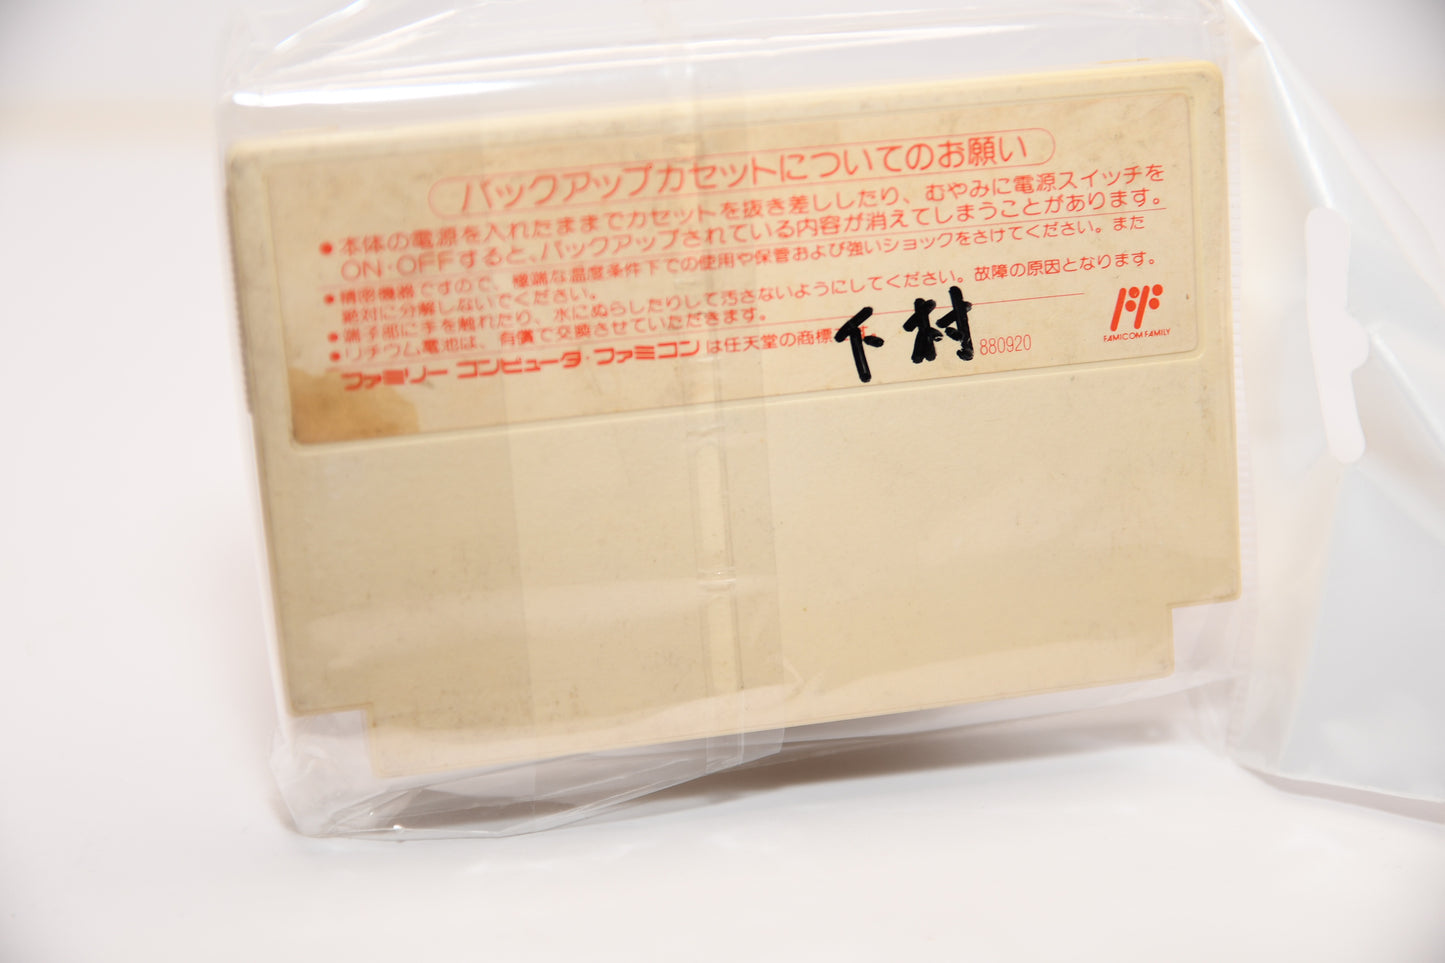 バックアップカセットについてのお願い
●本体の電源を入れたままでカセットを抜き差ししたり、むやみに電源スイッチを
ON・OFFすると、バックアップされている内容が消えてしまうことがあります。
●精密機器ですので、極端な温度条件下での使用や保管および強いショックをさけてください。また
絶対に分解しないでください。
●端子部に手を触れたり、水にぬらしたりして汚さないようにしてください。故障の原因となります。
●リチウム電池は、有償で交換させていただきます。
ファミリーコンピュータ・ファミコンは任天堂の商標です。
下村
880920
FAMICOM FAMILY